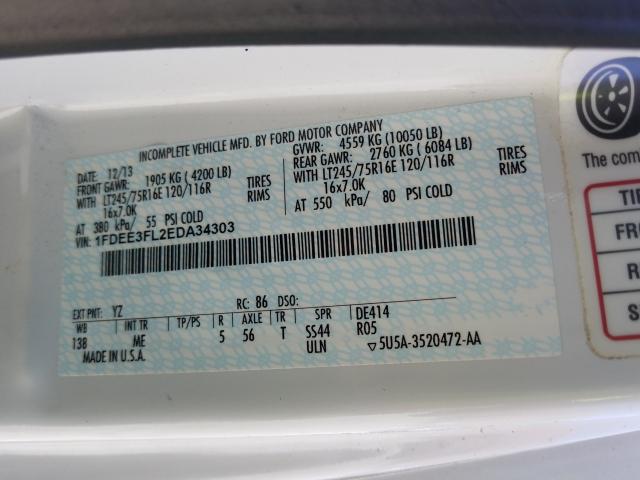 INCOMPLETE VEHICLE MFD. BY FORD MOTOR COMPANY
DATE: 12/13 GVWR: 4559 KG (10050 LB)
FRONT GAWR: 1905 KG ( 4200 LB) REAR GAWR: 2760 KG ( 6084 LB)
WITH LT245/75R16E 120/116R TIRES WITH LT245/75R16E 120/116R TIRES
16x7.0K RIMS 16x7.0K RIMS
AT 380 kPa/ 55 PSI COLD AT 550 kPa/ 80 PSI COLD
VIN: 1FDEE3FL2EDA34303
EXT PNT: YZ RC: 86 DSO:
WB INT TR TP/PS R AXLE TR SPR DE414
138 ME 5 56 T SS44 R05
ULN
MADE IN U.S.A. ▽5U5A-3520472-AA
The com
TI
FRO
R
S